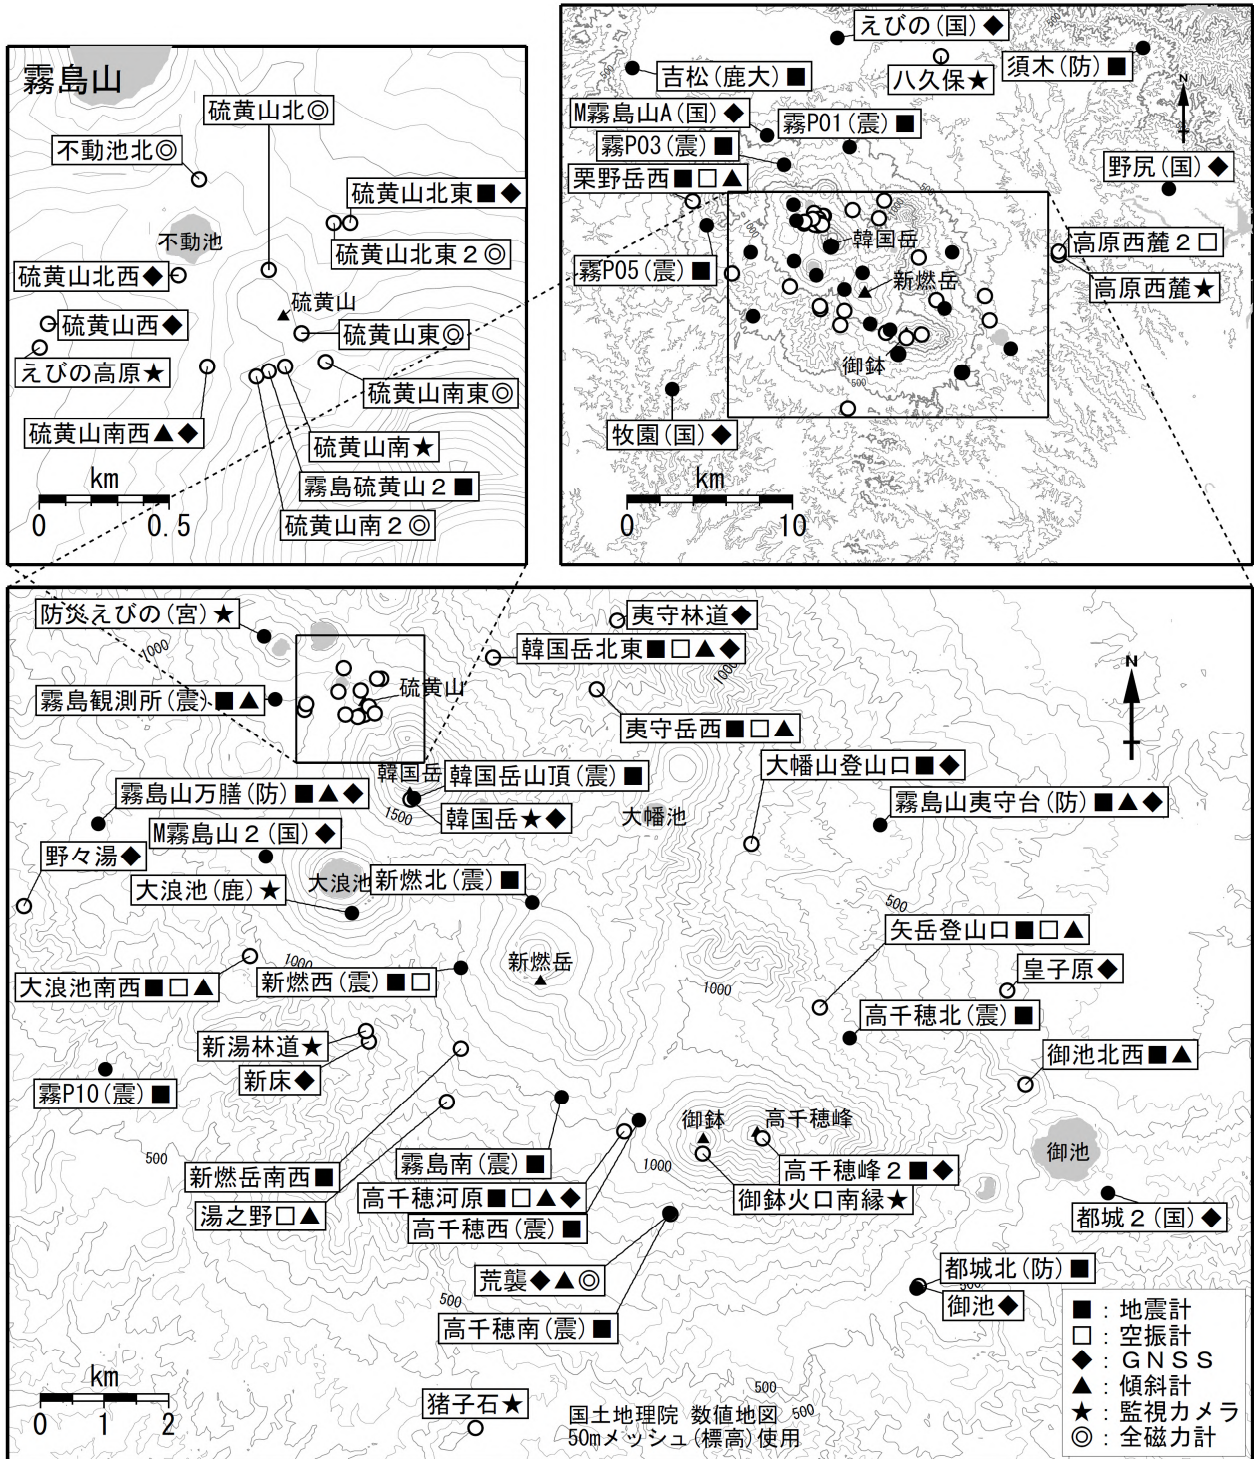 霧島山
硫黄山北◎
不動池北◎
硫黄山北東■◆
不動池
硫黄山北東２◎
硫黄山北西◆
硫黄山
硫黄山西◆
硫黄山東◎
えびの高原★
硫黄山南東◎
硫黄山南西▲◆
硫黄山南★
霧島硫黄山２■
硫黄山南２◎
km
0 0.5
えびの(国)◆
吉松(鹿大)■
八久保★
須木(防)■
M霧島山A(国)◆
霧P01(震)■
霧P03(震)■
N
栗野岳西■□▲
野尻(国)◆
500
500
1000
韓国岳
高原西麓２□
霧P05(震)■
新燃岳
高原西麓★
御鉢
500
牧園(国)◆
km
0 10
防災えびの(宮)★
夷守林道◆
1000
韓国岳北東■□▲◆
1000
N
霧島観測所(震)■▲
硫黄山
夷守岳西■□▲
韓国岳
韓国岳山頂(震)■
大幡山登山口■◆
霧島山万膳(防)■▲◆
1500
韓国岳★◆
大幡池
霧島山夷守台(防)■▲◆
M霧島山２(国)◆
野々湯◆
大浪池
新燃北(震)■
大浪池(鹿)★
500
矢岳登山口■□▲
1000
新燃岳
皇子原◆
大浪池南西■□▲
新燃西(震)■□
1000
高千穂北(震)■
新湯林道★
新床◆
御池北西■▲
霧P10(震)■
御鉢
高千穂峰
500
御池
新燃岳南西■
霧島南(震)■
1000
高千穂峰２■◆
高千穂河原■□▲◆
御鉢火口南縁★
湯之野□▲
高千穂西(震)■
都城２(国)◆
荒襲◆▲◎
都城北(防)■
500
御池◆
500
高千穂南(震)■
■：地震計
□：空振計
◆：ＧＮＳＳ
▲：傾斜計
★：監視カメラ
◎：全磁力計
km
0 1 2
猪子石★
500
国土地理院 数値地図
500
50mメッシュ(標高)使用